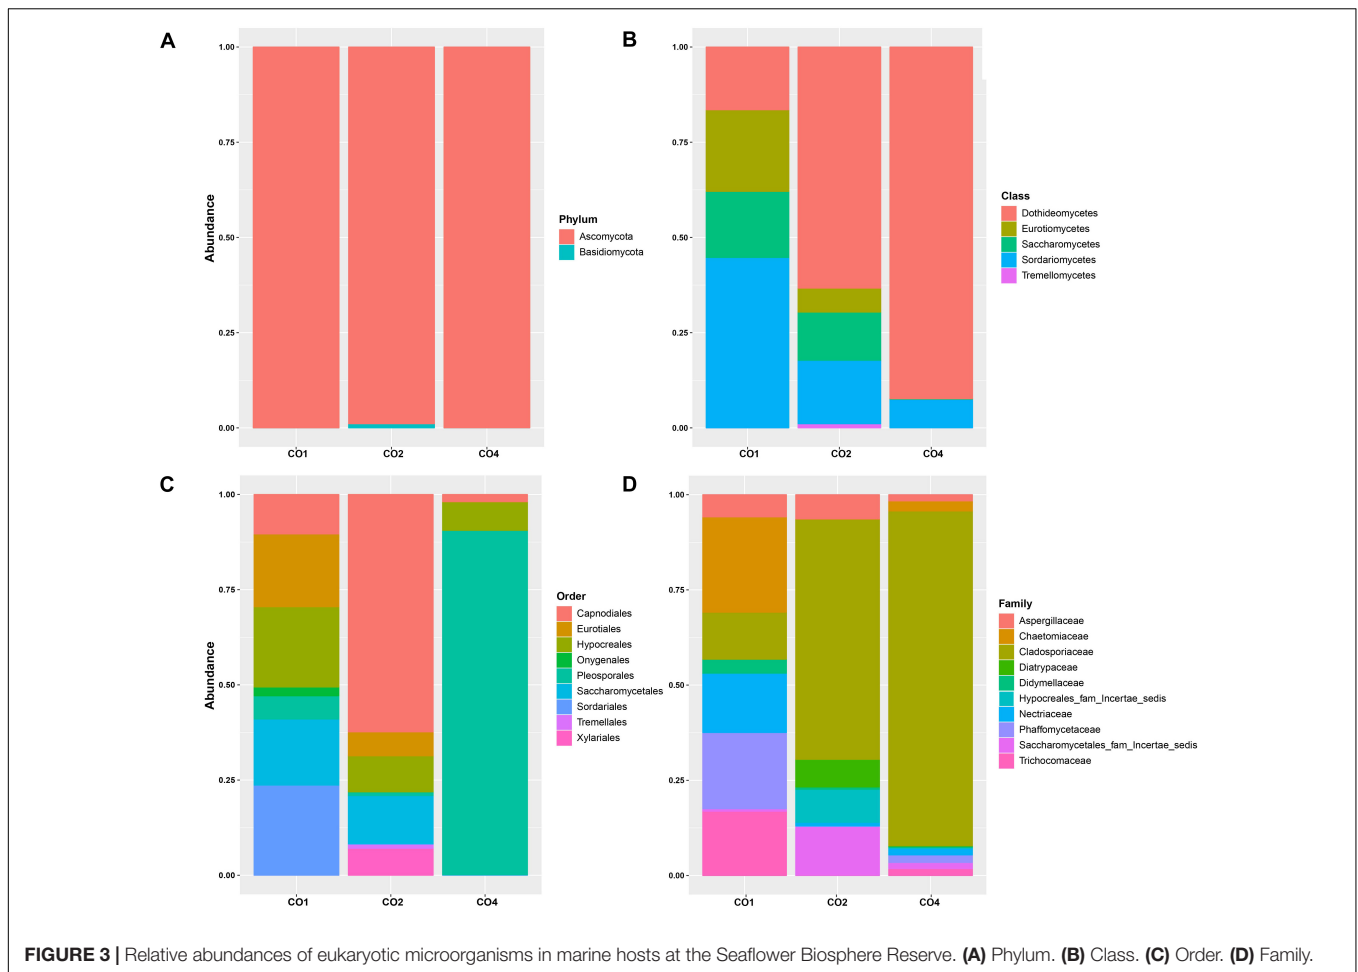 A
1.00
0.75
0.50
0.25
0.00
Abundance
CO1 CO2 CO4
Phylum
Ascomycota
Basidiomycota
B
1.00
0.75
0.50
0.25
0.00
CO1 CO2 CO4
Class
Dothideomycetes
Eurotiomycetes
Saccharomycetes
Sordariomycetes
Tremellomycetes
C
1.00
0.75
0.50
0.25
0.00
Abundance
CO1 CO2 CO4
Order
Capnodiales
Eurotiales
Hypocreales
Onygenales
Pleosporales
Saccharomycetales
Sordariales
Tremellales
Xylariales
D
1.00
0.75
0.50
0.25
0.00
CO1 CO2 CO4
Family
Aspergillaceae
Chaetomiaceae
Cladosporiaceae
Diatrypaceae
Didymellaceae
Hypocreales_fam_Incertae_sedis
Nectriaceae
Phaffomycetaceae
Saccharomycetales_fam_Incertae_sedis
Trichocomaceae
FIGURE 3 | Relative abundances of eukaryotic microorganisms in marine hosts at the Seaflower Biosphere Reserve. (A) Phylum. (B) Class. (C) Order. (D) Family.